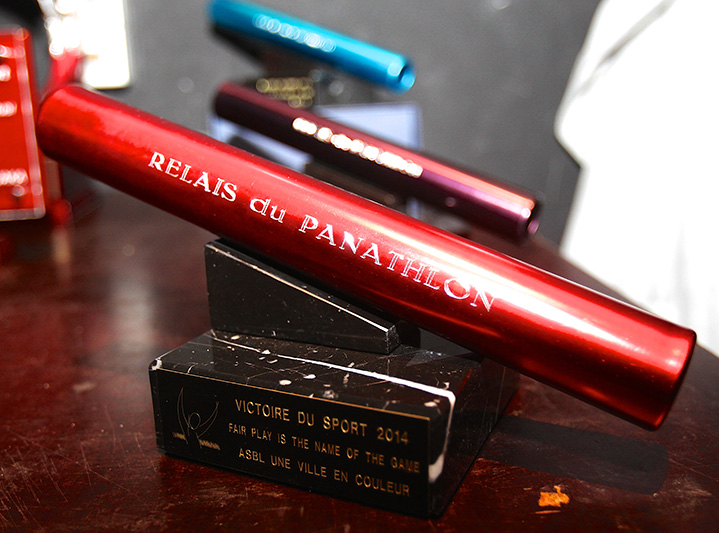 RELAIS du PANATHLON
VICTOIRE DU SPORT 2014
FAIR PLAY IS THE NAME OF THE GAME
ASBL UNE VILLE EN COULEUR